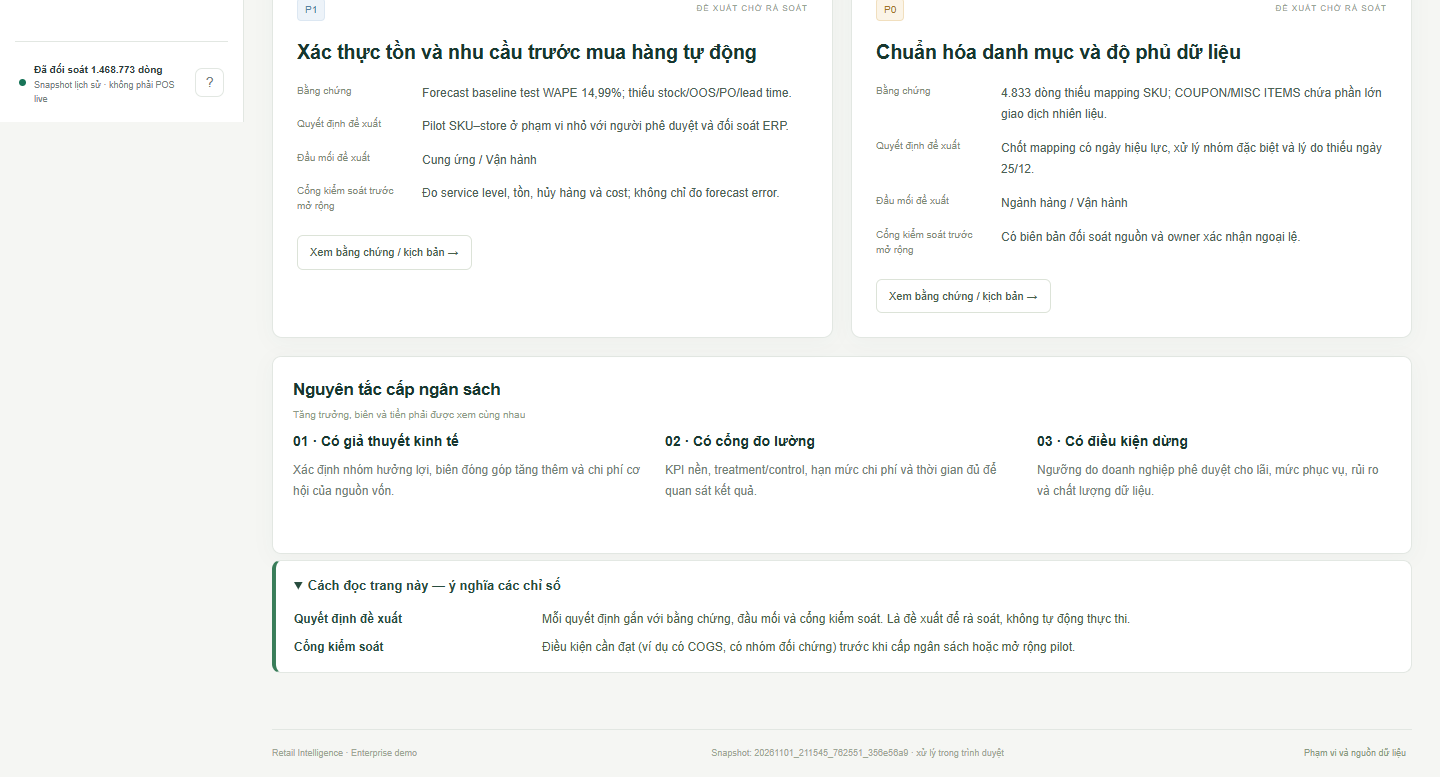 Đã đối soát 1.468.773 dòng
Snapshot lịch sử · không phải POS
live
?
P1
ĐỀ XUẤT CHỜ RÀ SOÁT
Xác thực tồn và nhu cầu trước mua hàng tự động
Bằng chứng
Forecast baseline test WAPE 14,99%; thiếu stock/OOS/PO/lead time.
Quyết định đề xuất
Pilot SKU–store ở phạm vi nhỏ với người phê duyệt và đối soát ERP.
Đầu mối đề xuất
Cung ứng / Vận hành
Cổng kiểm soát trước
mở rộng
Đo service level, tồn, hủy hàng và cost; không chỉ đo forecast error.
Xem bằng chứng / kịch bản →
P0
ĐỀ XUẤT CHỜ RÀ SOÁT
Chuẩn hóa danh mục và độ phủ dữ liệu
Bằng chứng
4.833 dòng thiếu mapping SKU; COUPON/MISC ITEMS chứa phần lớn
giao dịch nhiên liệu.
Quyết định đề xuất
Chốt mapping có ngày hiệu lực, xử lý nhóm đặc biệt và lý do thiếu ngày
25/12.
Đầu mối đề xuất
Ngành hàng / Vận hành
Cổng kiểm soát trước
mở rộng
Có biên bản đối soát nguồn và owner xác nhận ngoại lệ.
Xem bằng chứng / kịch bản →
Nguyên tắc cấp ngân sách
Tăng trưởng, biên và tiền phải được xem cùng nhau
01 · Có giả thuyết kinh tế
Xác định nhóm hưởng lợi, biên đóng góp tăng thêm và chi phí cơ
hội của nguồn vốn.
02 · Có cổng đo lường
KPI nền, treatment/control, hạn mức chi phí và thời gian đủ để
quan sát kết quả.
03 · Có điều kiện dừng
Ngưỡng do doanh nghiệp phê duyệt cho lãi, mức phục vụ, rủi ro
và chất lượng dữ liệu.
▼ Cách đọc trang này — ý nghĩa các chỉ số
Quyết định đề xuất
Mỗi quyết định gắn với bằng chứng, đầu mối và cổng kiểm soát. Là đề xuất để rà soát, không tự động thực thi.
Cổng kiểm soát
Điều kiện cần đạt (ví dụ có COGS, có nhóm đối chứng) trước khi cấp ngân sách hoặc mở rộng pilot.
Retail Intelligence · Enterprise demo
Snapshot: 20261101_211545_762551_356e56a9 · xử lý trong trình duyệt
Phạm vi và nguồn dữ liệu